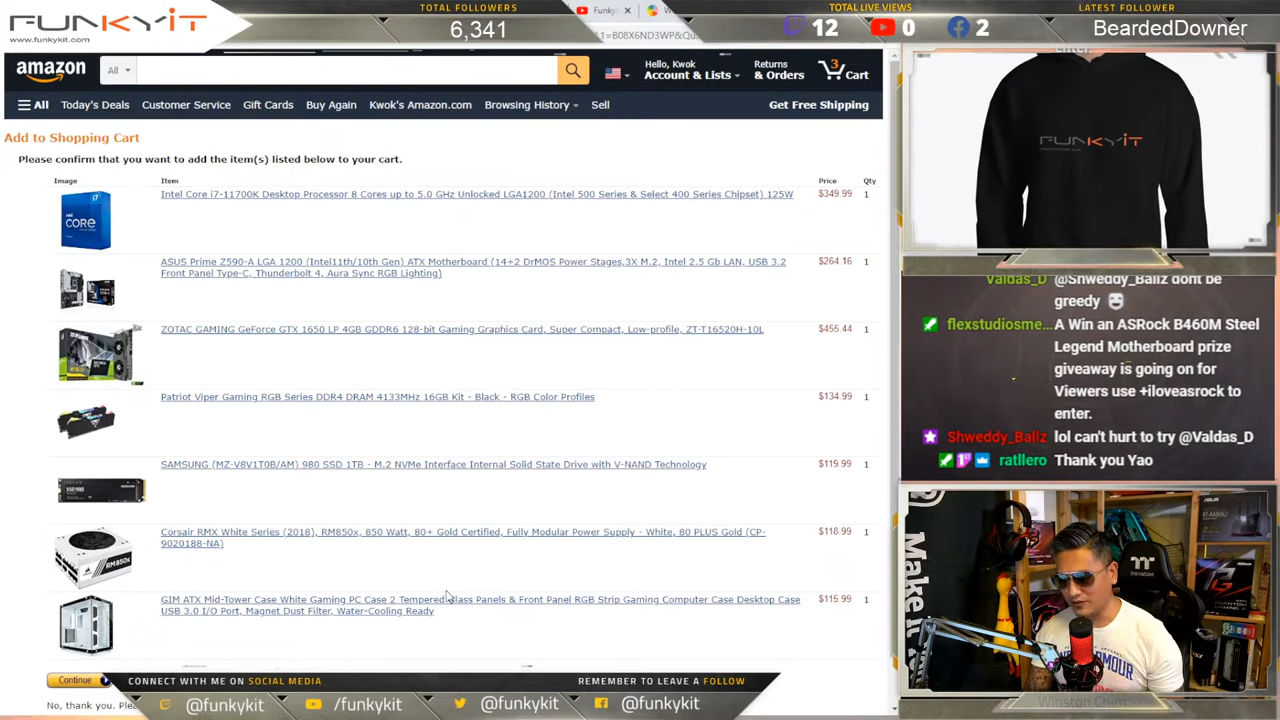 FUNKYIT
www.funkykit.com
TOTAL FOLLOWERS
6,341
Funky
TOTAL LIVE VIEWS
12
0
2
LATEST FOLLOWER
BeardedDowner
amazon
All
Hello, Kwok
Account & Lists
Returns
& Orders
3
Cart
All
Today's Deals
Customer Service
Gift Cards
Buy Again
Kwok's Amazon.com
Browsing History
Sell
Get Free Shipping
Add to Shopping Cart
Please confirm that you want to add the item(s) listed below to your cart.
Image Item Price Qty
Intel Core i7-11700K Desktop Processor 8 Cores up to 5.0 GHz Unlocked LGA1200 (Intel 500 Series & Select 400 Series Chipset) 125W $349.99 1
ASUS Prime Z590-A LGA 1200 (Intel11th/10th Gen) ATX Motherboard (14+2 DrMOS Power Stages,3X M.2, Intel 2.5 Gb LAN, USB 3.2 $264.16 1
Front Panel Type-C, Thunderbolt 4, Aura Sync RGB Lighting)
ZOTAC GAMING GeForce GTX 1650 LP 4GB GDDR6 128-bit Gaming Graphics Card, Super Compact, Low-profile, ZT-T16520H-10L $455.44 1
Patriot Viper Gaming RGB Series DDR4 DRAM 4133MHz 16GB Kit - Black - RGB Color Profiles $134.99 1
SAMSUNG (MZ-V8V1T0B/AM) 980 SSD 1TB - M.2 NVMe Interface Internal Solid State Drive with V-NAND Technology $119.99 1
Corsair RMX White Series (2018), RM850x, 850 Watt, 80+ Gold Certified, Fully Modular Power Supply - White, 80 PLUS Gold (CP- $118.99 1
9020188-NA)
GIM ATX Mid-Tower Case White Gaming PC Case 2 Tempered Glass Panels & Front Panel RGB Strip Gaming Computer Case Desktop Case $115.99 1
USB 3.0 I/O Port, Magnet Dust Filter, Water-Cooling Ready
Continue
No, thank you.
CORE
i7
RM850x
FUNKYIT
Valdas_D @Shweddy_Ballz dont be
greedy
flexstudiosme... A Win an ASRock B460M Steel
Legend Motherboard prize
giveaway is going on for
Viewers use +iloveasrock to
enter.
Shweddy_Ballz lol can't hurt to try @Valdas_D
ratllero Thank you Yao
Make It
UNDER ARMOUR
RT-AX86U
ASUS
CONNECT WITH ME ON SOCIAL MEDIA
REMEMBER TO LEAVE A FOLLOW
@funkykit
/funkykit
@funkykit
@funkykit